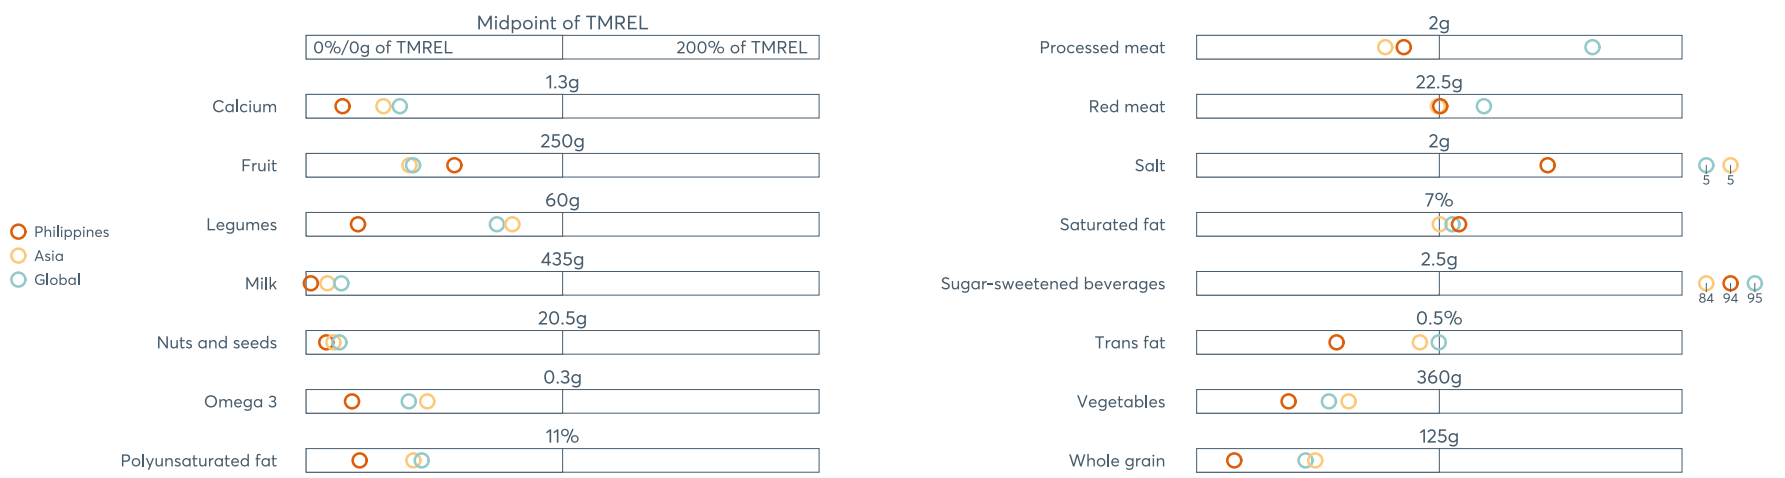 Midpoint of TMREL
0%/0g of TMREL 200% of TMREL
1.3g
Calcium
250g
Fruit
60g
Legumes
435g
Milk
20.5g
Nuts and seeds
0.3g
Omega 3
11%
Polyunsaturated fat
Philippines
Asia
Global
2g
Processed meat
22.5g
Red meat
2g
Salt
5 5
7%
Saturated fat
2.5g
Sugar-sweetened beverages
84 94 95
0.5%
Trans fat
360g
Vegetables
125g
Whole grain